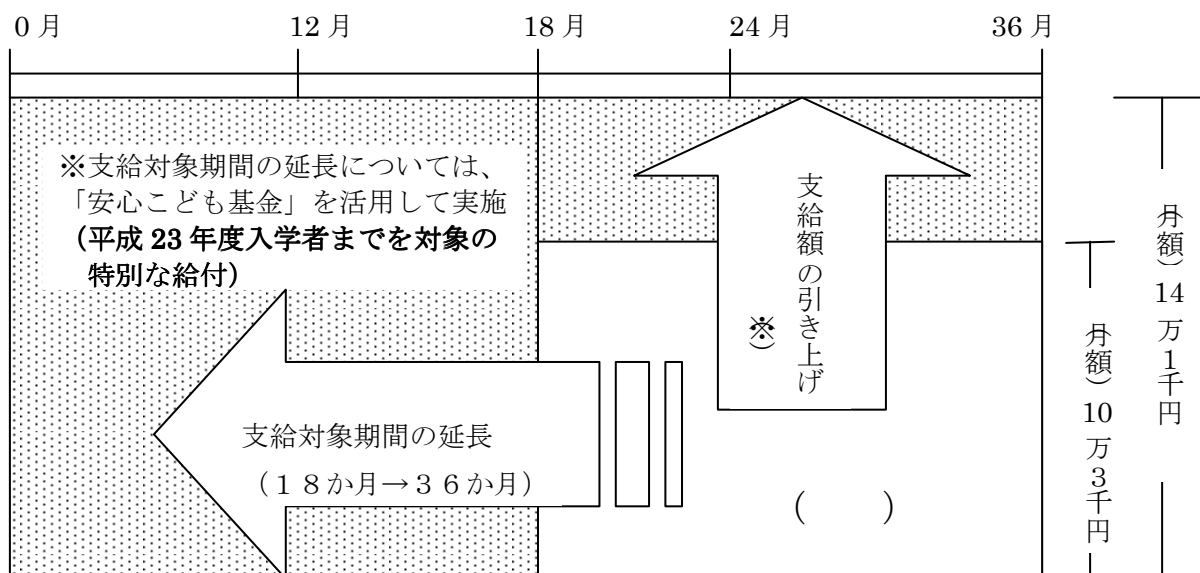 0月 12月 18月 24月 36月
※支給対象期間の延長については、
「安心こども基金」を活用して実施
(平成 23 年度入学者までを対象の
特別な給付)
支給額の引き上げ
(※)
支給対象期間の延長
(18か月→36か月)
( )
月額)10万3千円
月額)14万1千円